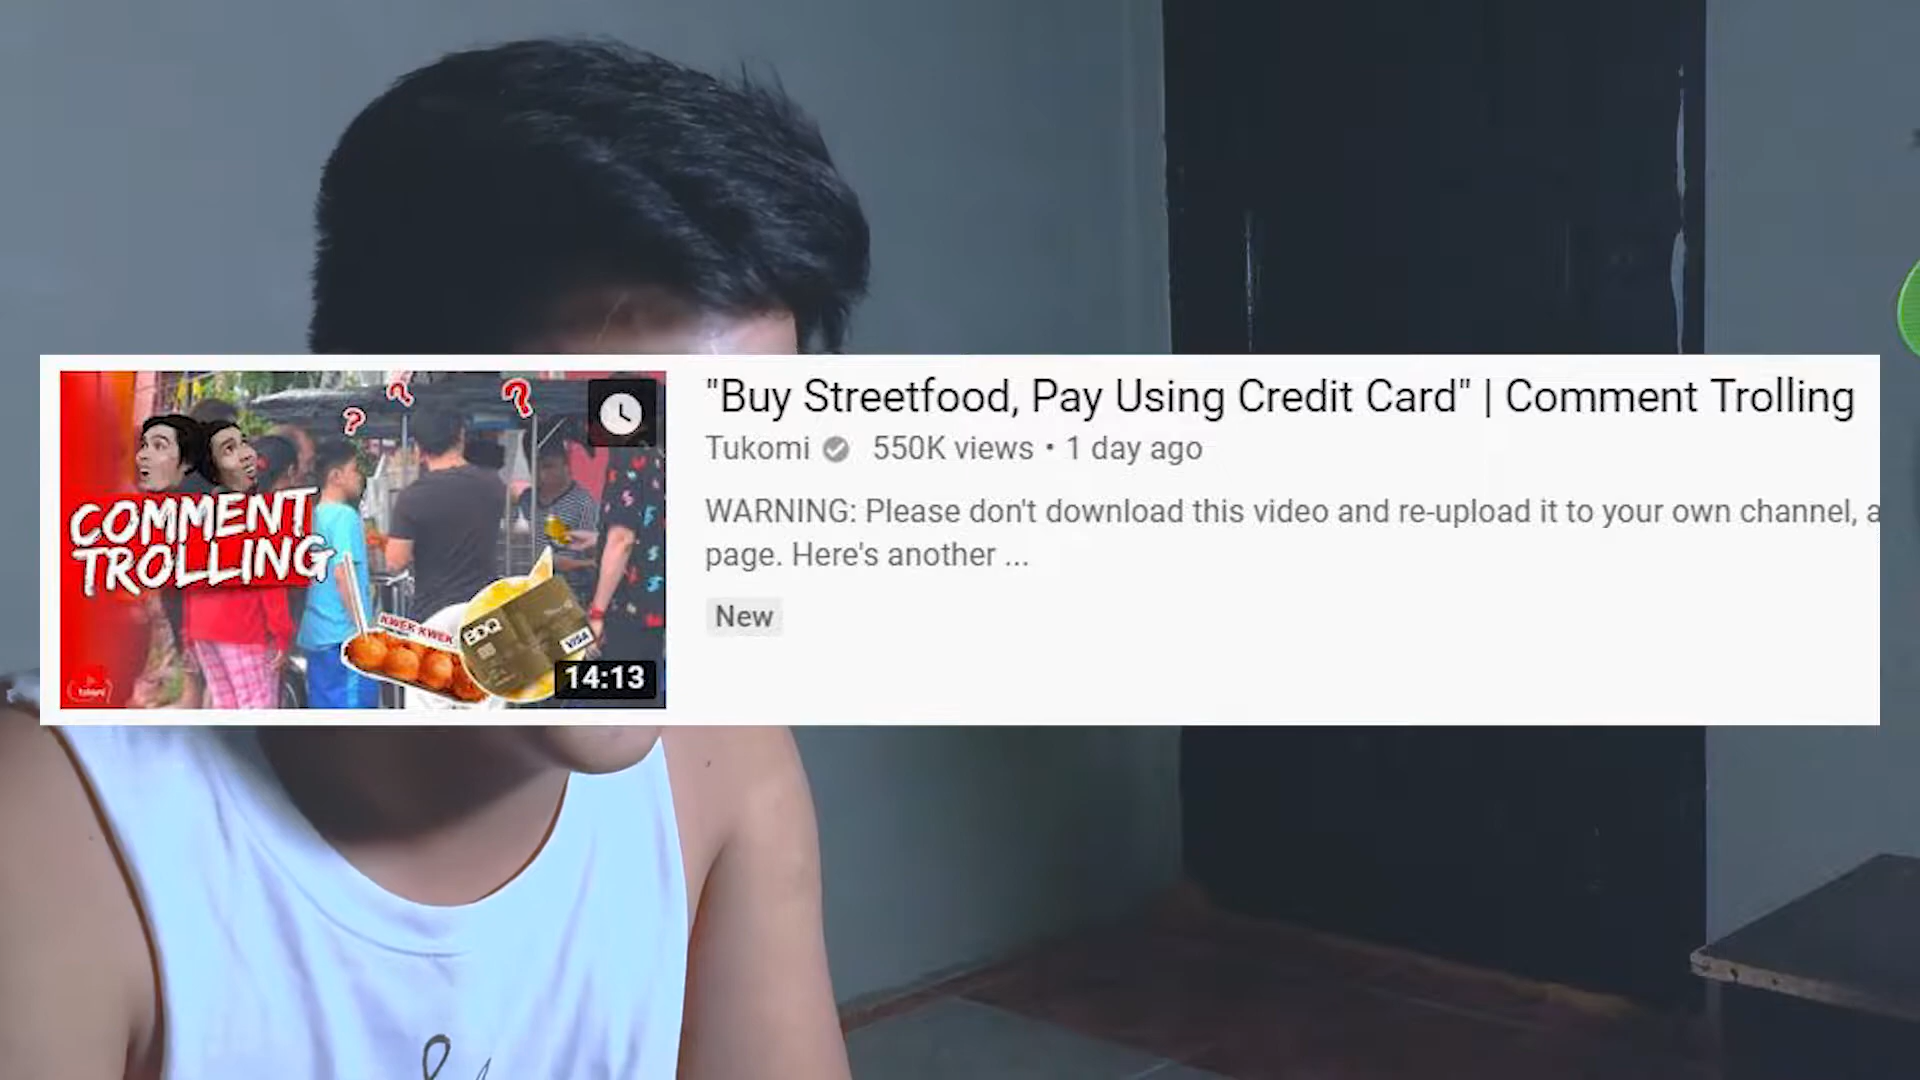 "Buy Streetfood, Pay Using Credit Card" | Comment Trolling
Tukomi 550K views • 1 day ago
WARNING: Please don't download this video and re-upload it to your own channel, a
page. Here's another ...
New
COMMENT
TROLLING
KWEK KWEK
BDO
VISA
14:13
tukomi